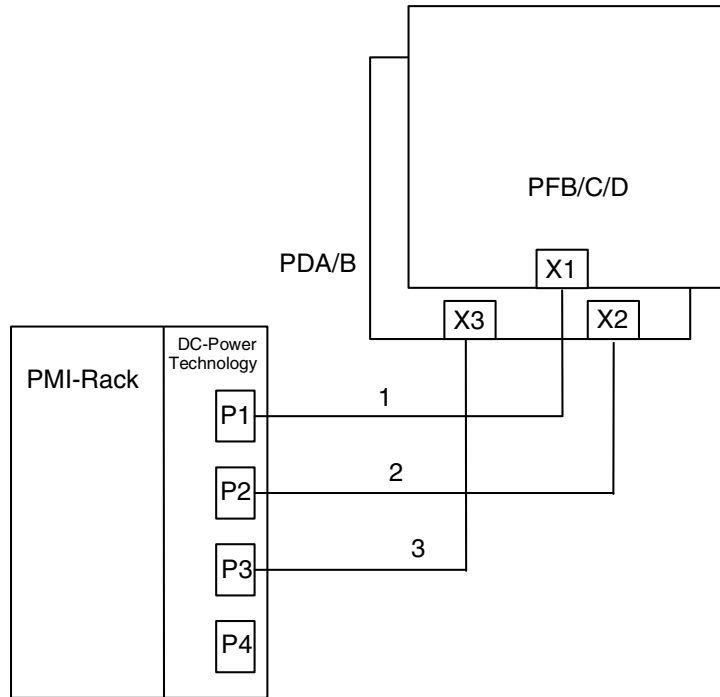 PFB/C/D
X1
PDA/B
X3
X2
DC-Power
Technology
PMI-Rack
P1
1
P2
2
P3
3
P4